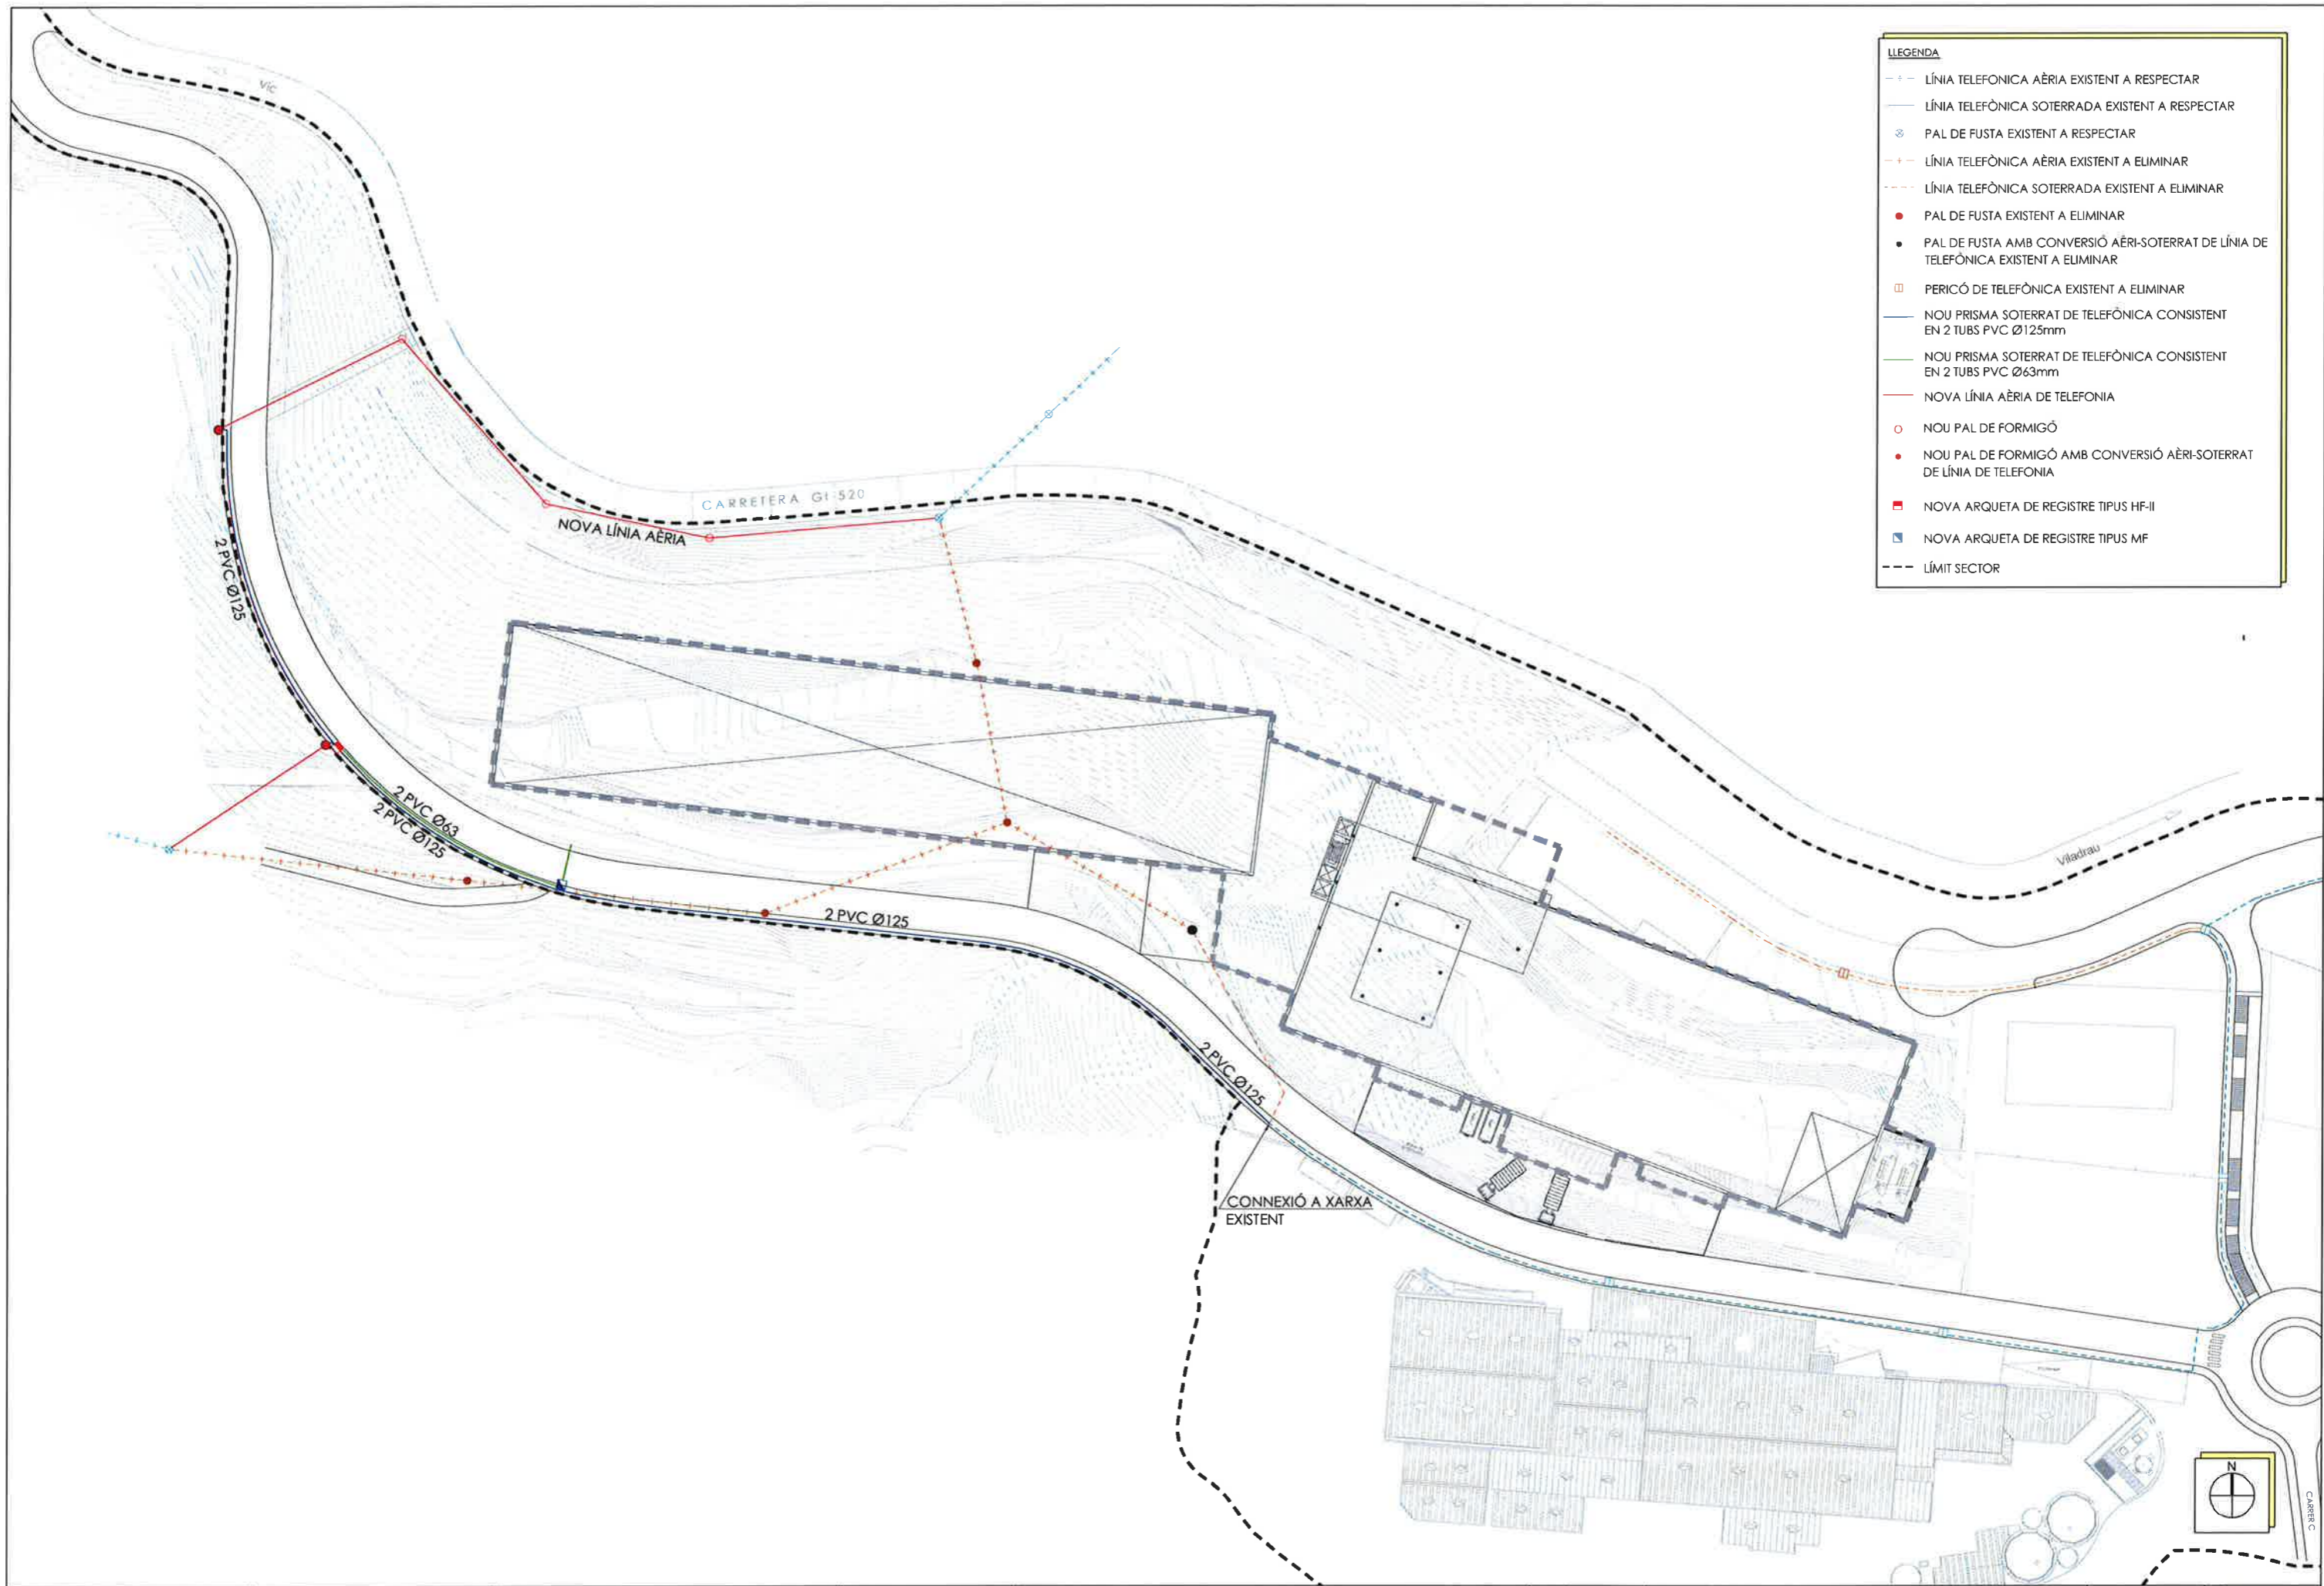 LLEGENDA
LÍNIA TELEFONICA AÈRIA EXISTENT A RESPECTAR
LÍNIA TELEFÒNICA SOTERRADA EXISTENT A RESPECTAR
PAL DE FUSTA EXISTENT A RESPECTAR
LÍNIA TELEFÒNICA AÈRIA EXISTENT A ELIMINAR
LÍNIA TELEFÒNICA SOTERRADA EXISTENT A ELIMINAR
PAL DE FUSTA EXISTENT A ELIMINAR
PAL DE FUSTA AMB CONVERSIÓ AÈRI-SOTERRAT DE LÍNIA DE
TELEFÒNICA EXISTENT A ELIMINAR
PERICÓ DE TELEFÒNICA EXISTENT A ELIMINAR
NOU PRISMA SOTERRAT DE TELEFÒNICA CONSISTENT
EN 2 TUBS PVC Ø125mm
NOU PRISMA SOTERRAT DE TELEFÒNICA CONSISTENT
EN 2 TUBS PVC Ø63mm
NOVA LÍNIA AÈRIA DE TELEFONIA
NOU PAL DE FORMIGÓ
NOU PAL DE FORMIGÓ AMB CONVERSIÓ AÈRI-SOTERRAT
DE LÍNIA DE TELEFONIA
NOVA ARQUETA DE REGISTRE TIPUS HF-II
NOVA ARQUETA DE REGISTRE TIPUS MF
LÍMIT SECTOR
Vic
CARRETERA GI-520
NOVA LÍNIA AÈRIA
2 PVC Ø125
2 PVC Ø63
2 PVC Ø125
2 PVC Ø125
Viladrau
2 PVC Ø125
CONNEXIÓ A XARXA
EXISTENT
N
CARRER C